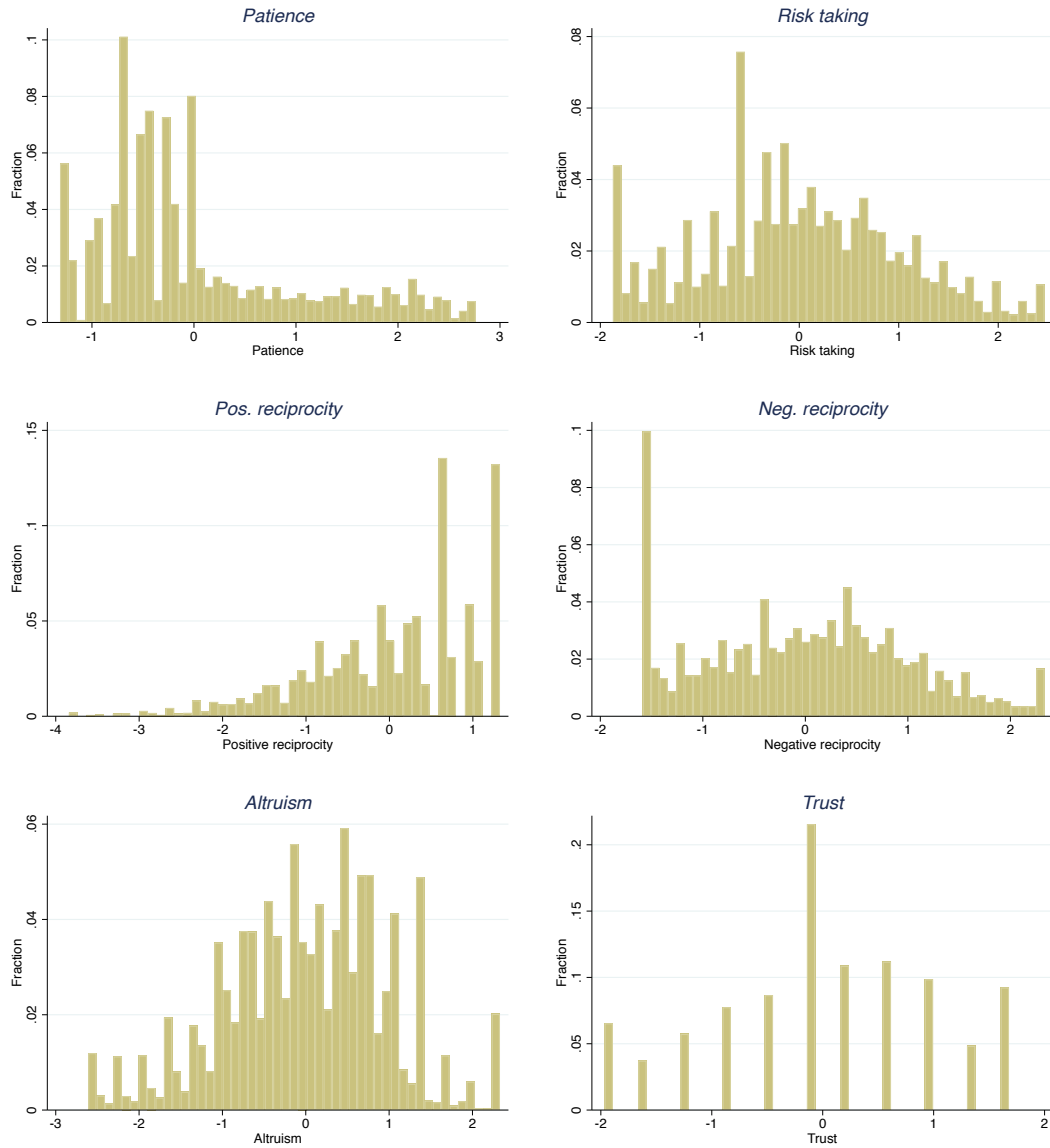 Patience
.1
.08
.06
.04
.02
0
Fraction
-1 0 1 2 3
Patience
Risk taking
.08
.06
.04
.02
0
Fraction
-2 -1 0 1 2
Risk taking
Pos. reciprocity
.15
.1
.05
0
Fraction
-4 -3 -2 -1 0 1
Positive reciprocity
Neg. reciprocity
.1
.08
.06
.04
.02
0
Fraction
-2 -1 0 1 2
Negative reciprocity
Altruism
.06
.04
.02
0
Fraction
-3 -2 -1 0 1 2
Altruism
Trust
.2
.15
.1
.05
0
Fraction
-2 -1 0 1 2
Trust